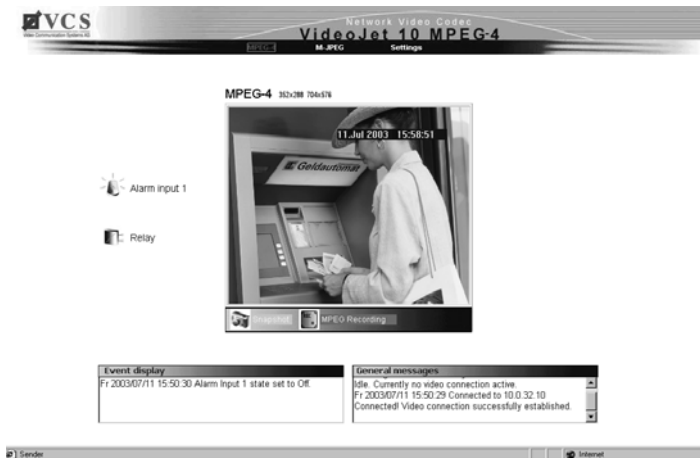 VCS
Video Communication Systems AG
Network Video Codec
VideoJet 10 MPEG-4
MPEG-4 M-JPEG Settings
MPEG-4 352x288 704x576
11.Jul 2003 15:58:51
Geldautomat
Alarm input 1
Relay
Snapshot MPEG Recording
Event display
Fr 2003/07/11 15:50:30 Alarm Input 1 state set to Off.
General messages
Idle. Currently no video connection active.
Fr 2003/07/11 15:50:29 Connected to 10.0.32.10
Connected! Video connection successfully established.
Sender Internet